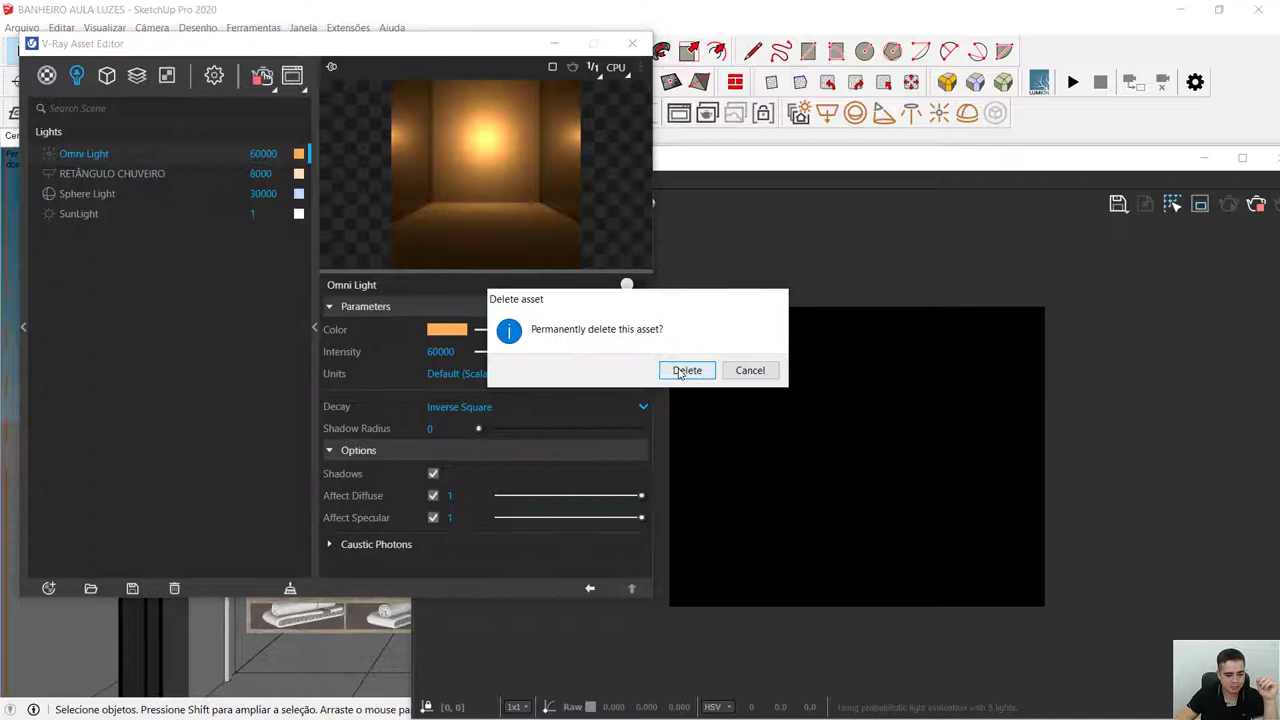 BANHEIRO AULA LUZES - SketchUp Pro 2020
Arquivo Editar Visualizar Câmera Desenho Ferramentas Janela Extensões Ajuda
V-Ray Asset Editor
1/1 CPU
LUMION
Search Scene
Lights
Omni Light 60000
RETÂNGULO CHUVEIRO 8000
Sphere Light 30000
SunLight 1
Omni Light
Parameters
Color
Intensity 60000
Units Default (Scala
Decay Inverse Square
Shadow Radius 0
Options
Shadows
Affect Diffuse 1
Affect Specular 1
Caustic Photons
Delete asset
Permanently delete this asset?
Delete Cancel
[0, 0] 1x1 Raw 0.000 0.000 0.000 HSV 0 0.0 0.0 Using probabilistic light evaluation with 8 lights.
Selecione objetos. Pressione Shift para ampliar a seleção. Arraste o mouse pa